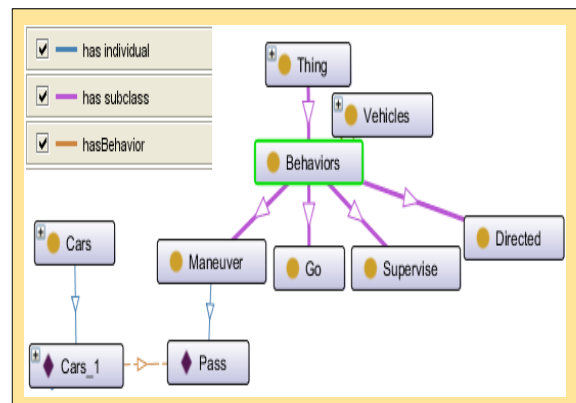 has individual
has subclass
hasBehavior
Thing
Vehicles
Behaviors
Directed
Cars
Maneuver
Go
Supervise
Cars_1
Pass